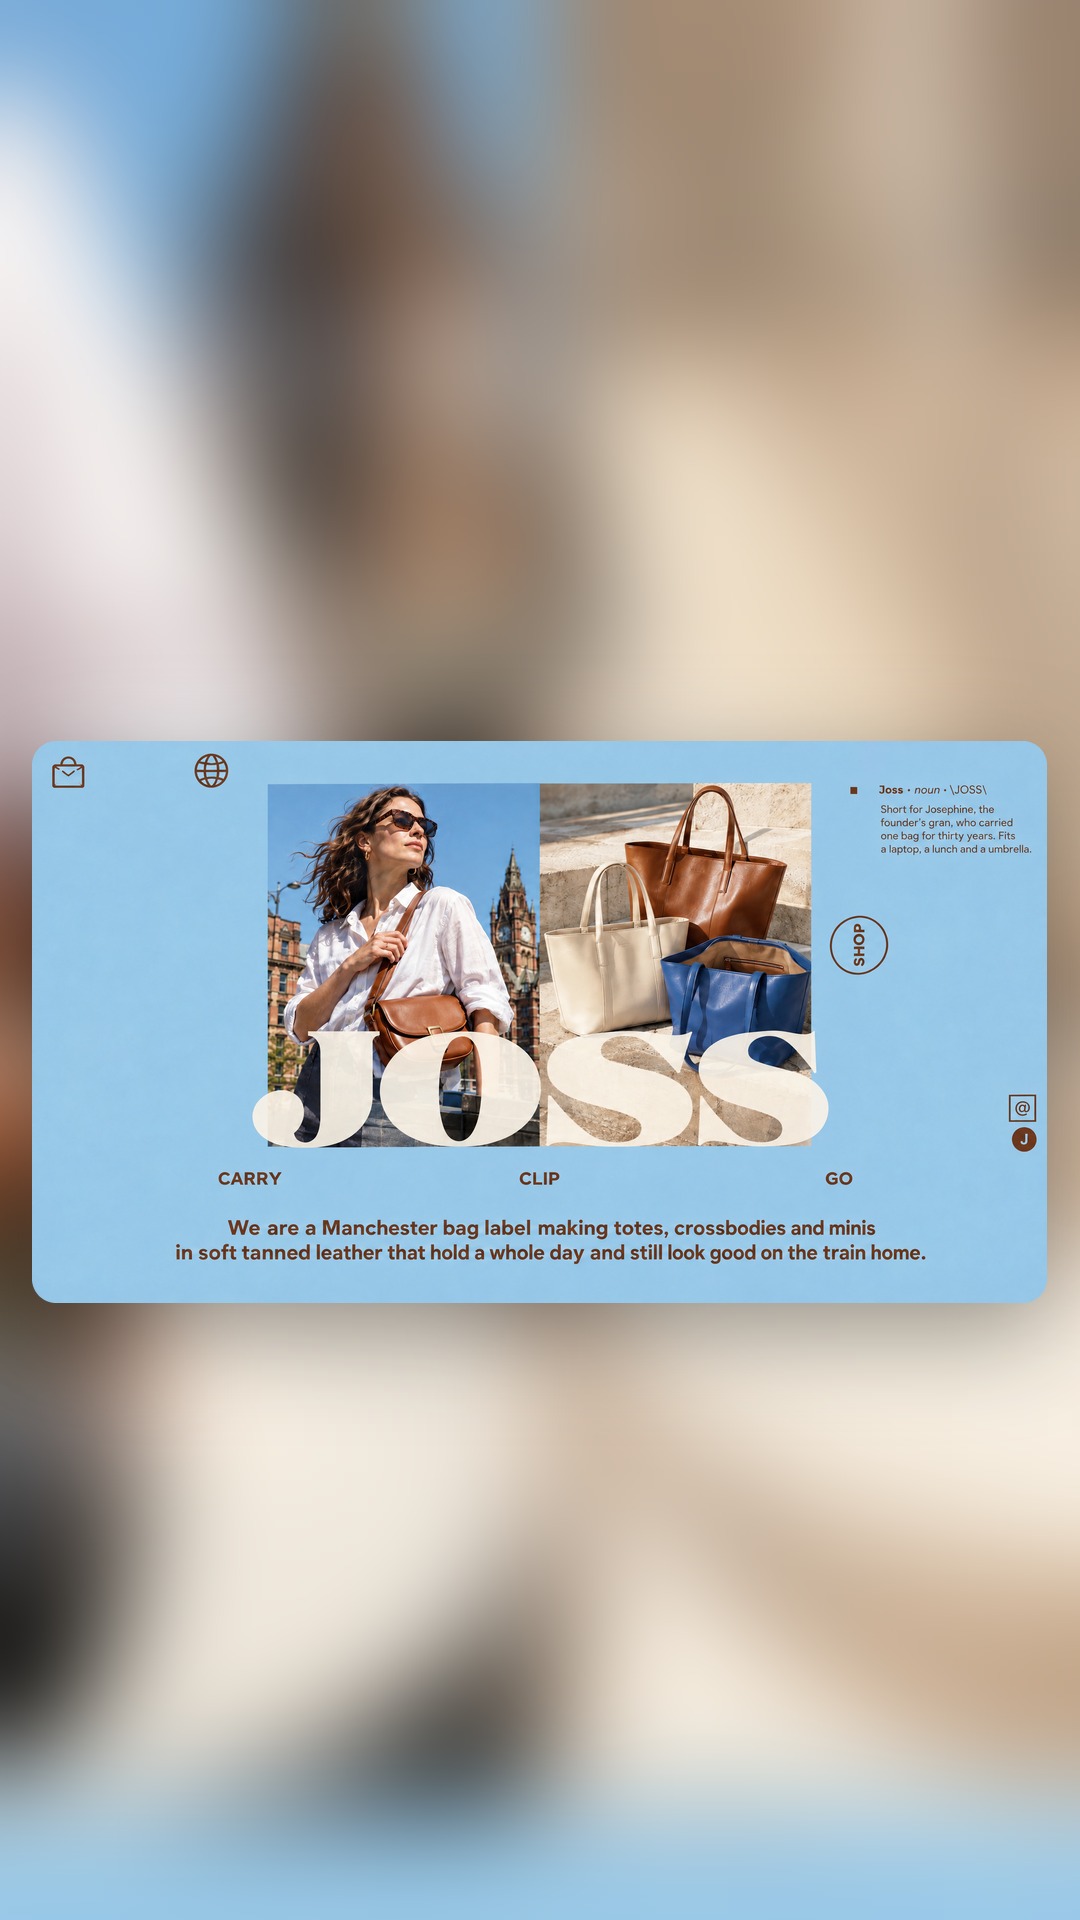 Joss • noun • \JOSS\
Short for Josephine, the
founder's gran, who carried
one bag for thirty years. Fits
a laptop, a lunch and a umbrella.
SHOP
JOSS
@
J
CARRY CLIP GO
We are a Manchester bag label making totes, crossbodies and minis
in soft tanned leather that hold a whole day and still look good on the train home.